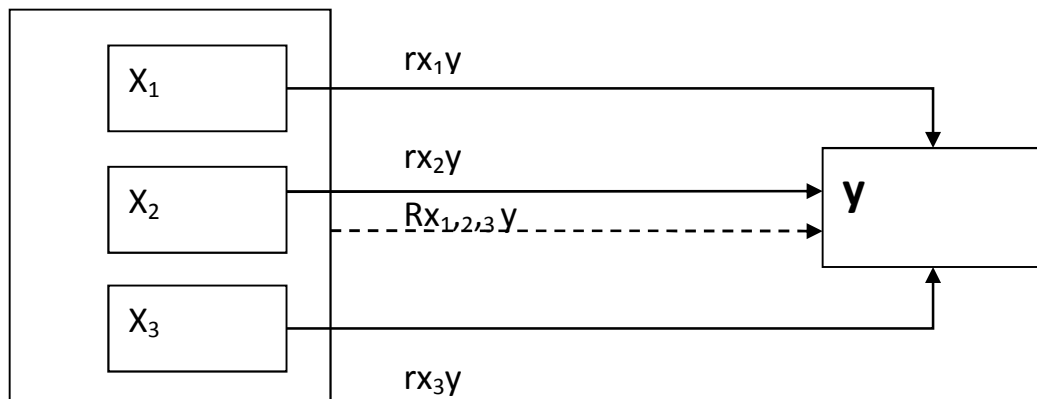 rx₁y
X₁
rx₂y
X₂
y
Rx₁,₂,₃ y
X₃
rx₃y